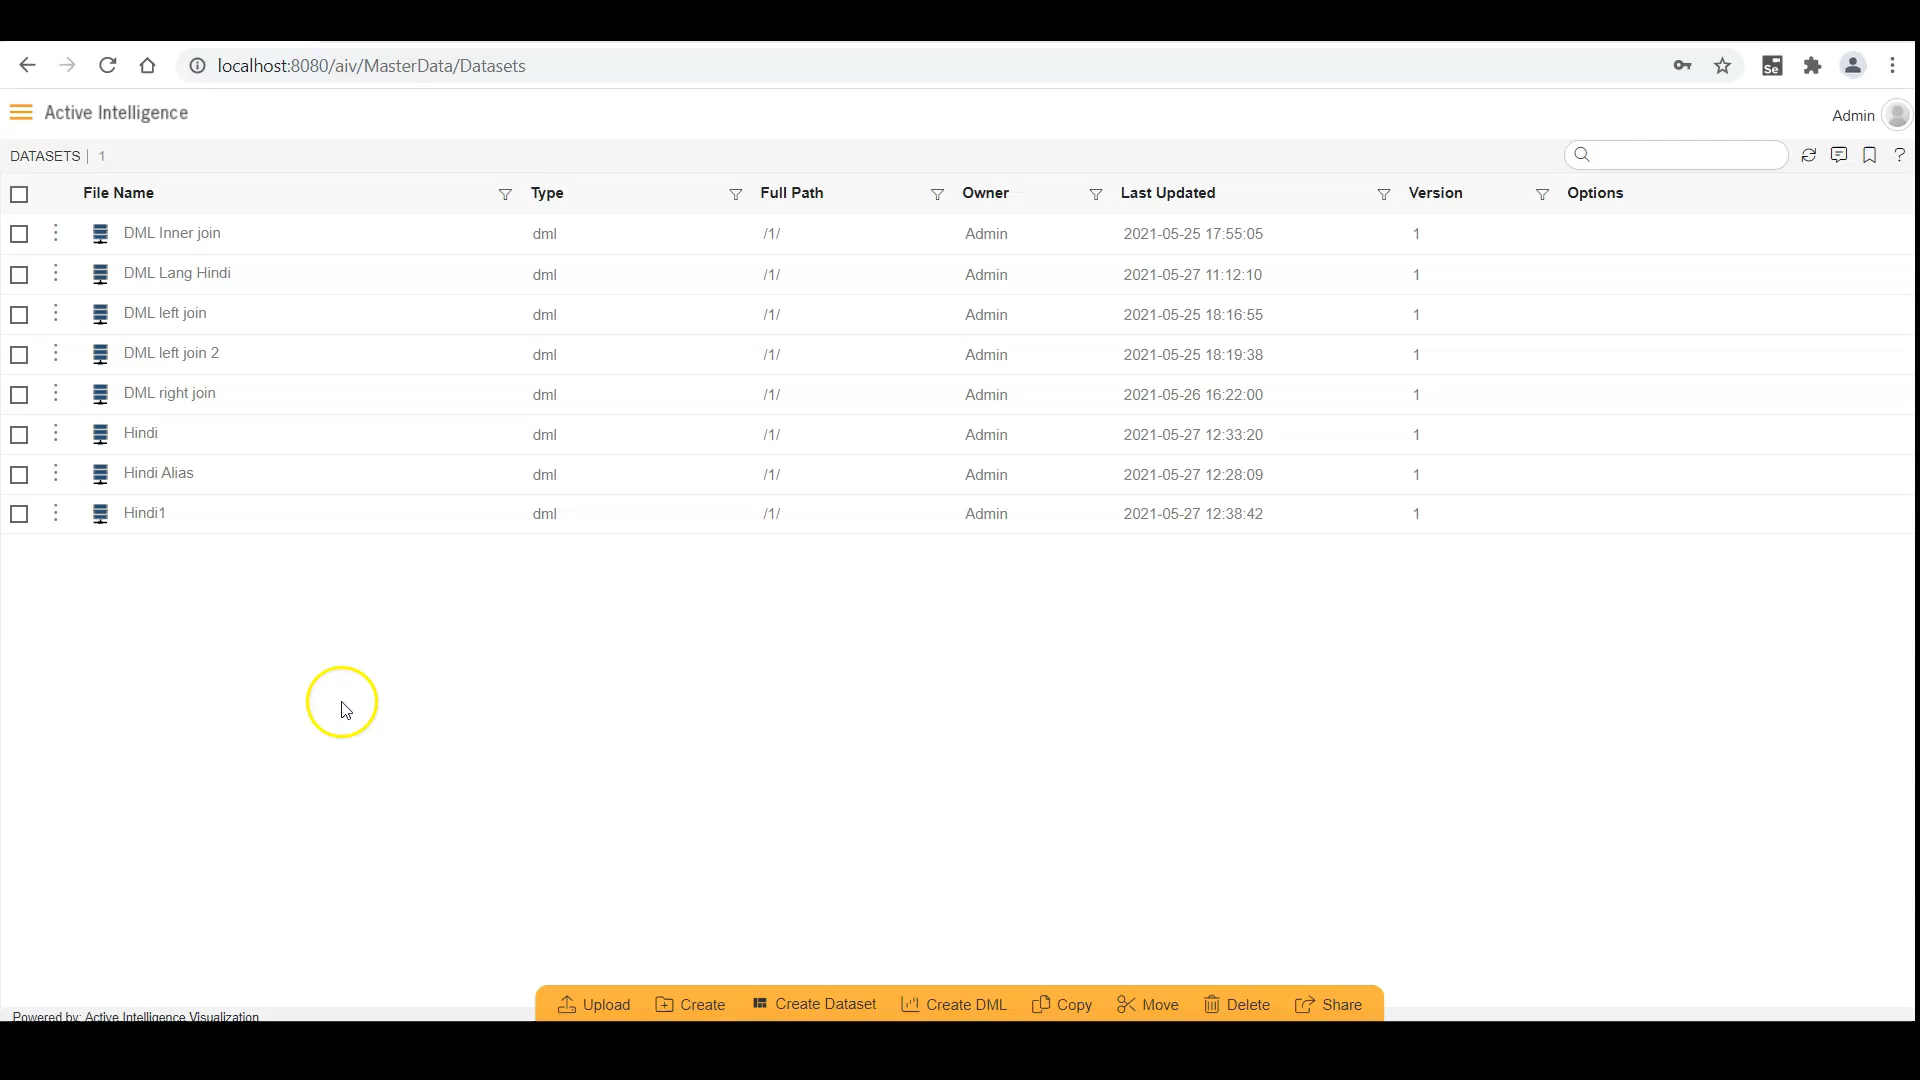 localhost:8080/aiv/MasterData/Datasets
Se
Active Intelligence
Admin
DATASETS | 1
?
File Name Type Full Path Owner Last Updated Version Options
DML Inner join dml /1/ Admin 2021-05-25 17:55:05 1
DML Lang Hindi dml /1/ Admin 2021-05-27 11:12:10 1
DML left join dml /1/ Admin 2021-05-25 18:16:55 1
DML left join 2 dml /1/ Admin 2021-05-25 18:19:38 1
DML right join dml /1/ Admin 2021-05-26 16:22:00 1
Hindi dml /1/ Admin 2021-05-27 12:33:20 1
Hindi Alias dml /1/ Admin 2021-05-27 12:28:09 1
Hindi1 dml /1/ Admin 2021-05-27 12:38:42 1
Upload Create Create Dataset Create DML Copy Move Delete Share
Powered by: Active Intelligence Visualization